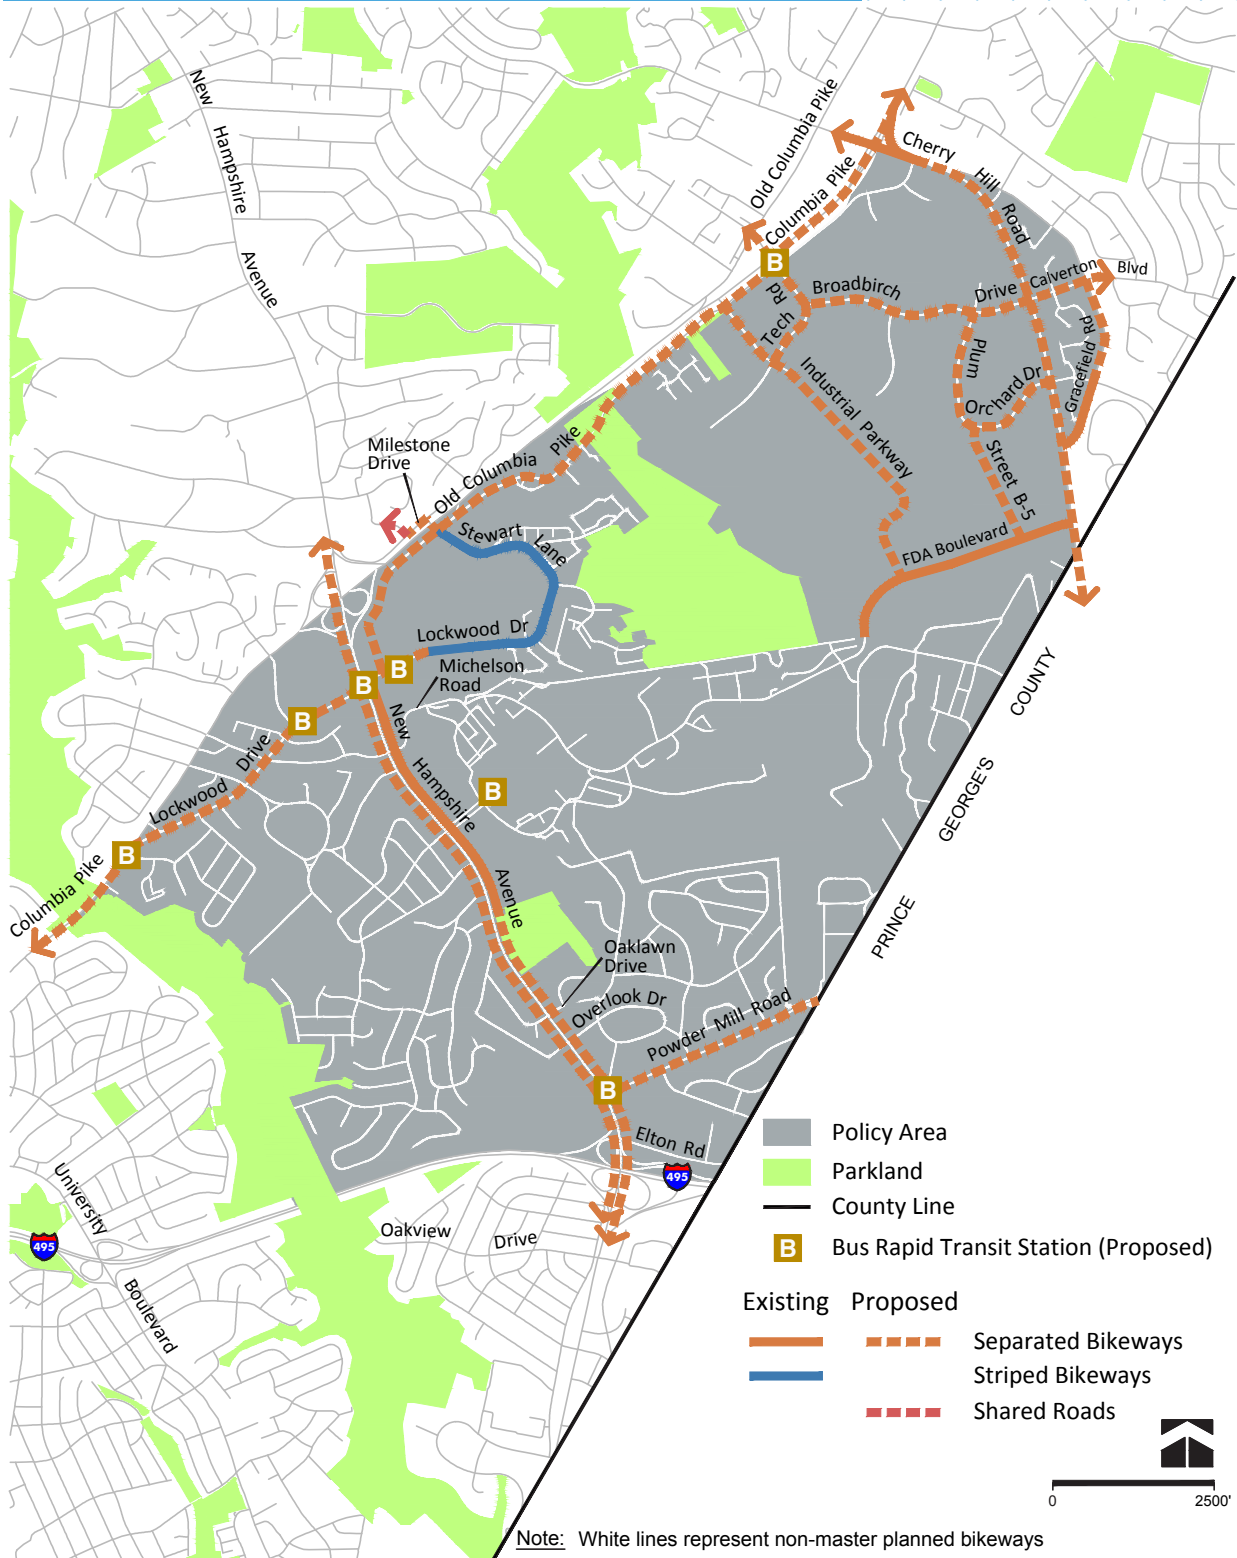 New
Hampshire
Avenue
Old Columbia Pike
Columbia Pike
Cherry
Hill
Road
B
Rd
Tech
Broadbirch
Drive
Calverton
Blvd
Plum
Orchard Dr
Gracefield Rd
Industrial Parkway
Street B-5
FDA Boulevard
Milestone
Drive
Old Columbia Pike
Stewart
Lane
Lockwood Dr
B
Michelson
Road
B
B
New
Hampshire
Avenue
Lockwood Drive
B
B
Columbia Pike
Oaklawn
Drive
Overlook Dr
Powder Mill Road
B
Elton Rd
495
PRINCE GEORGE'S COUNTY
University
Boulevard
495
Oakview Drive
Policy Area
Parkland
County Line
B Bus Rapid Transit Station (Proposed)
Existing Proposed
Separated Bikeways
Striped Bikeways
Shared Roads
0 2500'
Note: White lines represent non-master planned bikeways